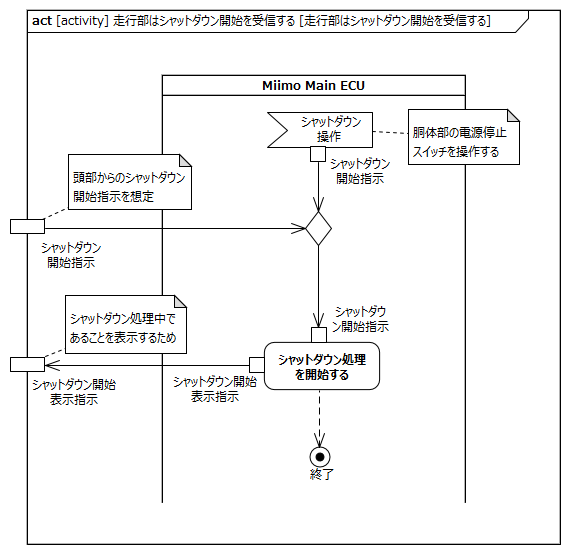 act [activity] 走行部はシャットダウン開始を受信する [走行部はシャットダウン開始を受信する]
Miimo Main ECU
シャットダウン
操作
胴体部の電源停止
スイッチを操作する
シャットダウン
開始指示
頭部からのシャットダウン
開始指示を想定
シャットダウン
開始指示
シャットダウン処理中で
あることを表示するため
シャットダウ
ン開始指示
シャットダウン処理
を開始する
シャットダウン開始
表示指示
シャットダウン開始
表示指示
終了